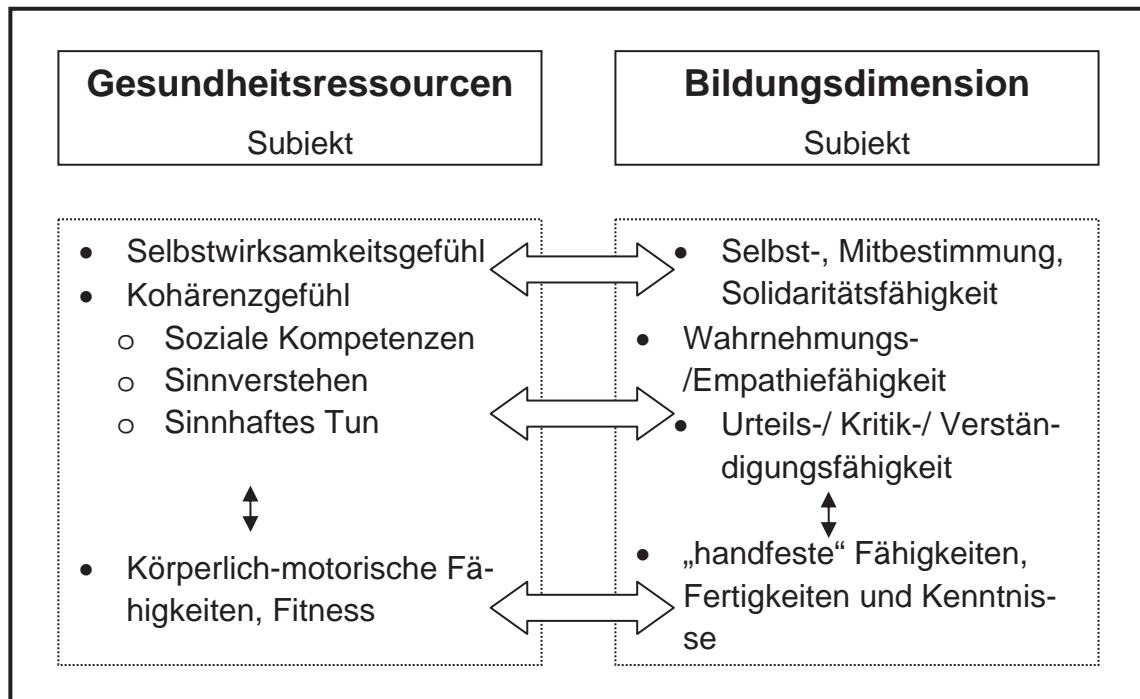 Gesundheitsressourcen
Subiekt
Bildungsdimension
Subiekt
• Selbstwirksamkeitsgefühl
• Kohärenzgefühl
o Soziale Kompetenzen
o Sinnverstehen
o Sinnhaftes Tun
• Körperlich-motorische Fä-
higkeiten, Fitness
• Selbst-, Mitbestimmung,
Solidaritätsfähigkeit
• Wahrnehmungs-
/Empathiefähigkeit
• Urteils-/ Kritik-/ Verstän-
digungsfähigkeit
• „handfeste“ Fähigkeiten,
Fertigkeiten und Kenntnis-
se